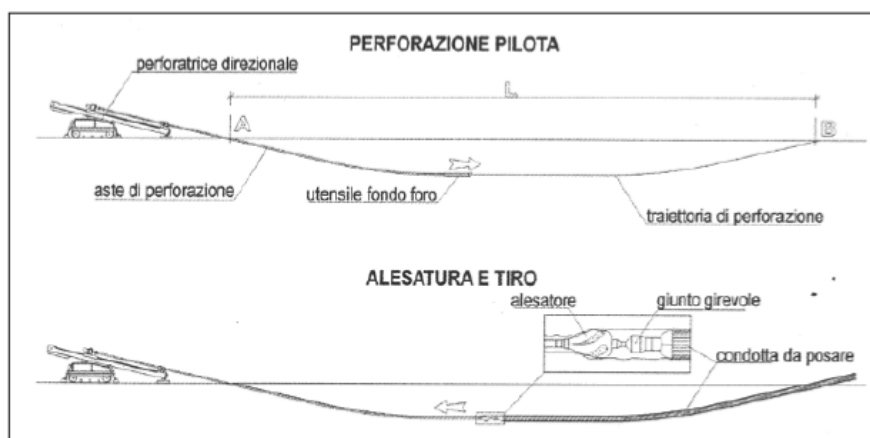 PERFORAZIONE PILOTA
perforatrice direzionale
L
A
B
aste di perforazione
utensile fondo foro
traiettoria di perforazione
ALESATURA E TIRO
alesatore
giunto girevole
condotta da posare